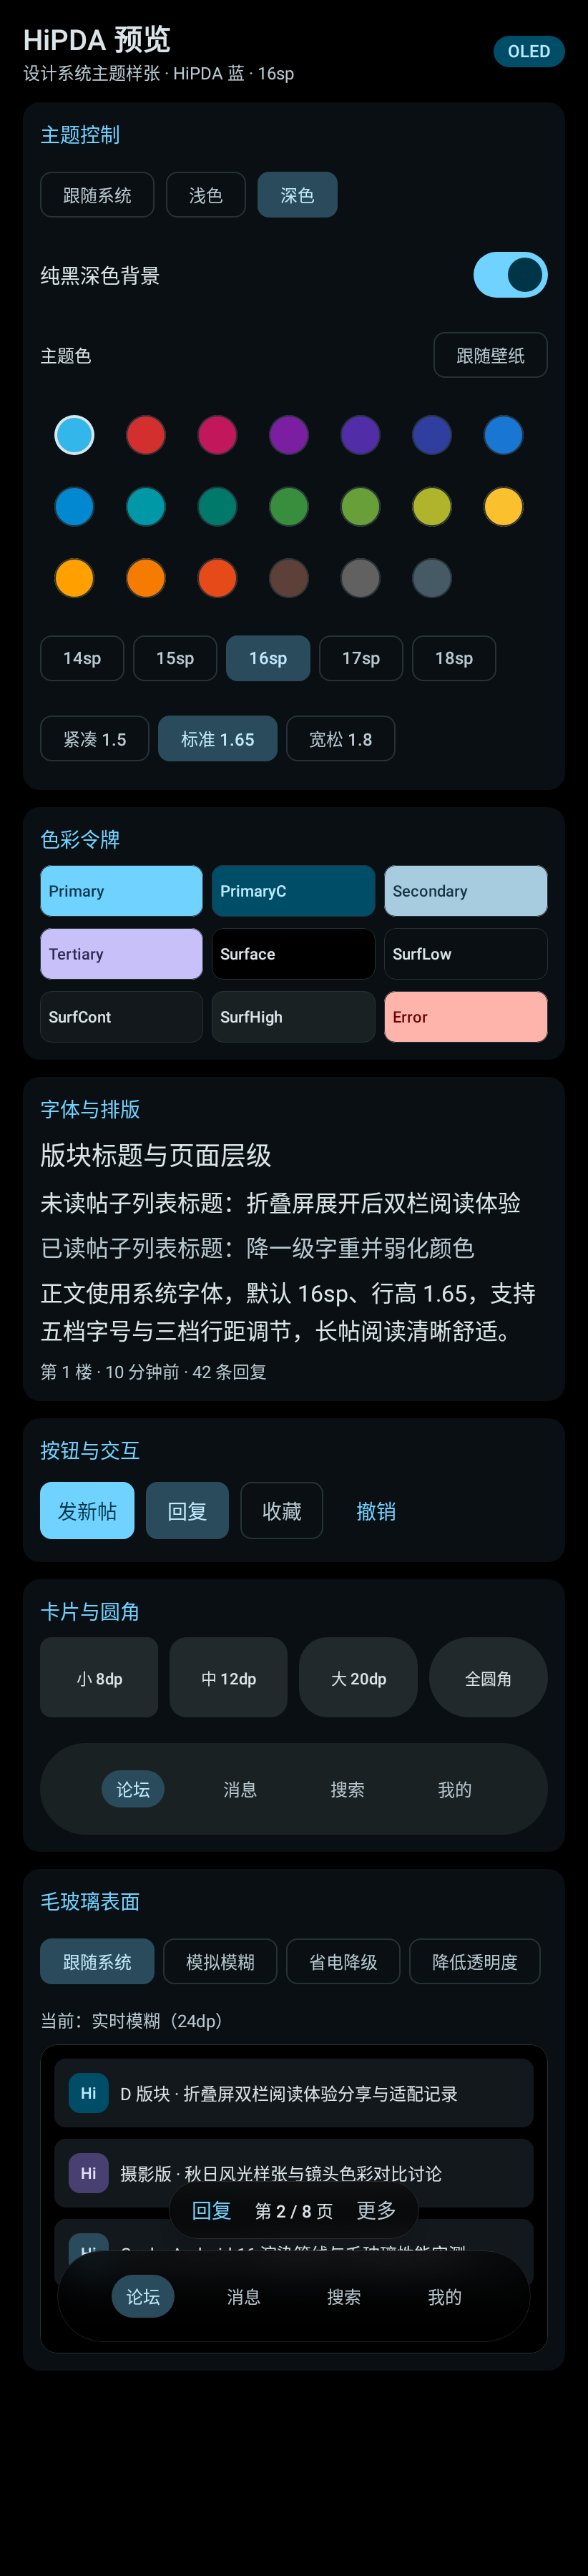 HiPDA 预览
设计系统主题样张 · HiPDA 蓝 · 16sp
OLED
主题控制
跟随系统
浅色
深色
纯黑深色背景
主题色
跟随壁纸
14sp
15sp
16sp
17sp
18sp
紧凑 1.5
标准 1.65
宽松 1.8
色彩令牌
Primary
PrimaryC
Secondary
Tertiary
Surface
SurfLow
SurfCont
SurfHigh
Error
字体与排版
版块标题与页面层级
未读帖子列表标题：折叠屏展开后双栏阅读体验
已读帖子列表标题：降一级字重并弱化颜色
正文使用系统字体，默认 16sp、行高 1.65，支持
五档字号与三档行距调节，长帖阅读清晰舒适。
第 1 楼 · 10 分钟前 · 42 条回复
按钮与交互
发新帖
回复
收藏
撤销
卡片与圆角
小 8dp
中 12dp
大 20dp
全圆角
论坛
消息
搜索
我的
毛玻璃表面
跟随系统
模拟模糊
省电降级
降低透明度
当前：实时模糊（24dp）
Hi
D 版块 · 折叠屏双栏阅读体验分享与适配记录
Hi
摄影版 · 秋日风光样张与镜头色彩对比讨论
回复
第 2 / 8 页
更多
Hi
论坛
消息
搜索
我的